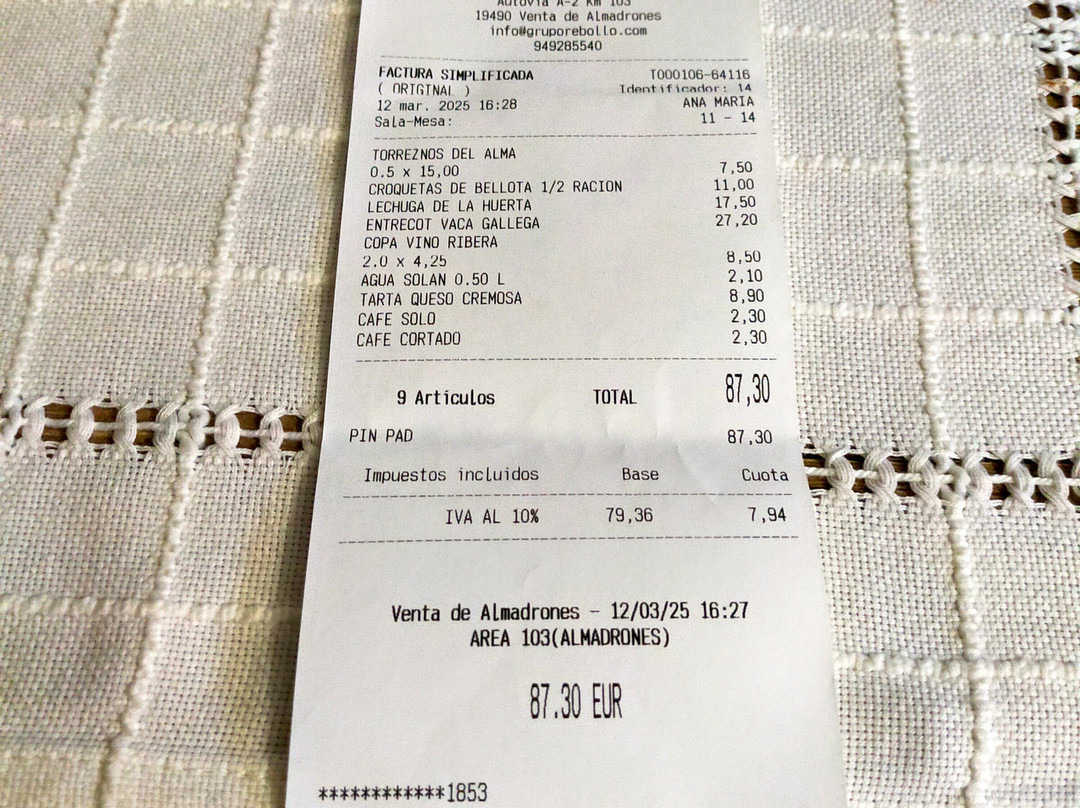 Autovía A-2 Km 103
19490 Venta de Almadrones
info@gruporebollo.com
949285540
FACTURA SIMPLIFICADA T000106-64116
( ORIGINAL ) Identificador: 14
12 mar. 2025 16:28 ANA MARIA
Sala-Mesa: 11 - 14
TORREZNOS DEL ALMA
0.5 x 15,00 7,50
CROQUETAS DE BELLOTA 1/2 RACION 11,00
LECHUGA DE LA HUERTA 17,50
ENTRECOT VACA GALLEGA 27,20
COPA VINO RIBERA
2.0 x 4,25 8,50
AGUA SOLAN 0.50 L 2,10
TARTA QUESO CREMOSA 8,90
CAFE SOLO 2,30
CAFE CORTADO 2,30
9 Artículos TOTAL 87,30
PIN PAD 87,30
Impuestos incluidos Base Cuota
IVA AL 10% 79,36 7,94
Venta de Almadrones - 12/03/25 16:27
AREA 103(ALMADRONES)
87.30 EUR
************1853